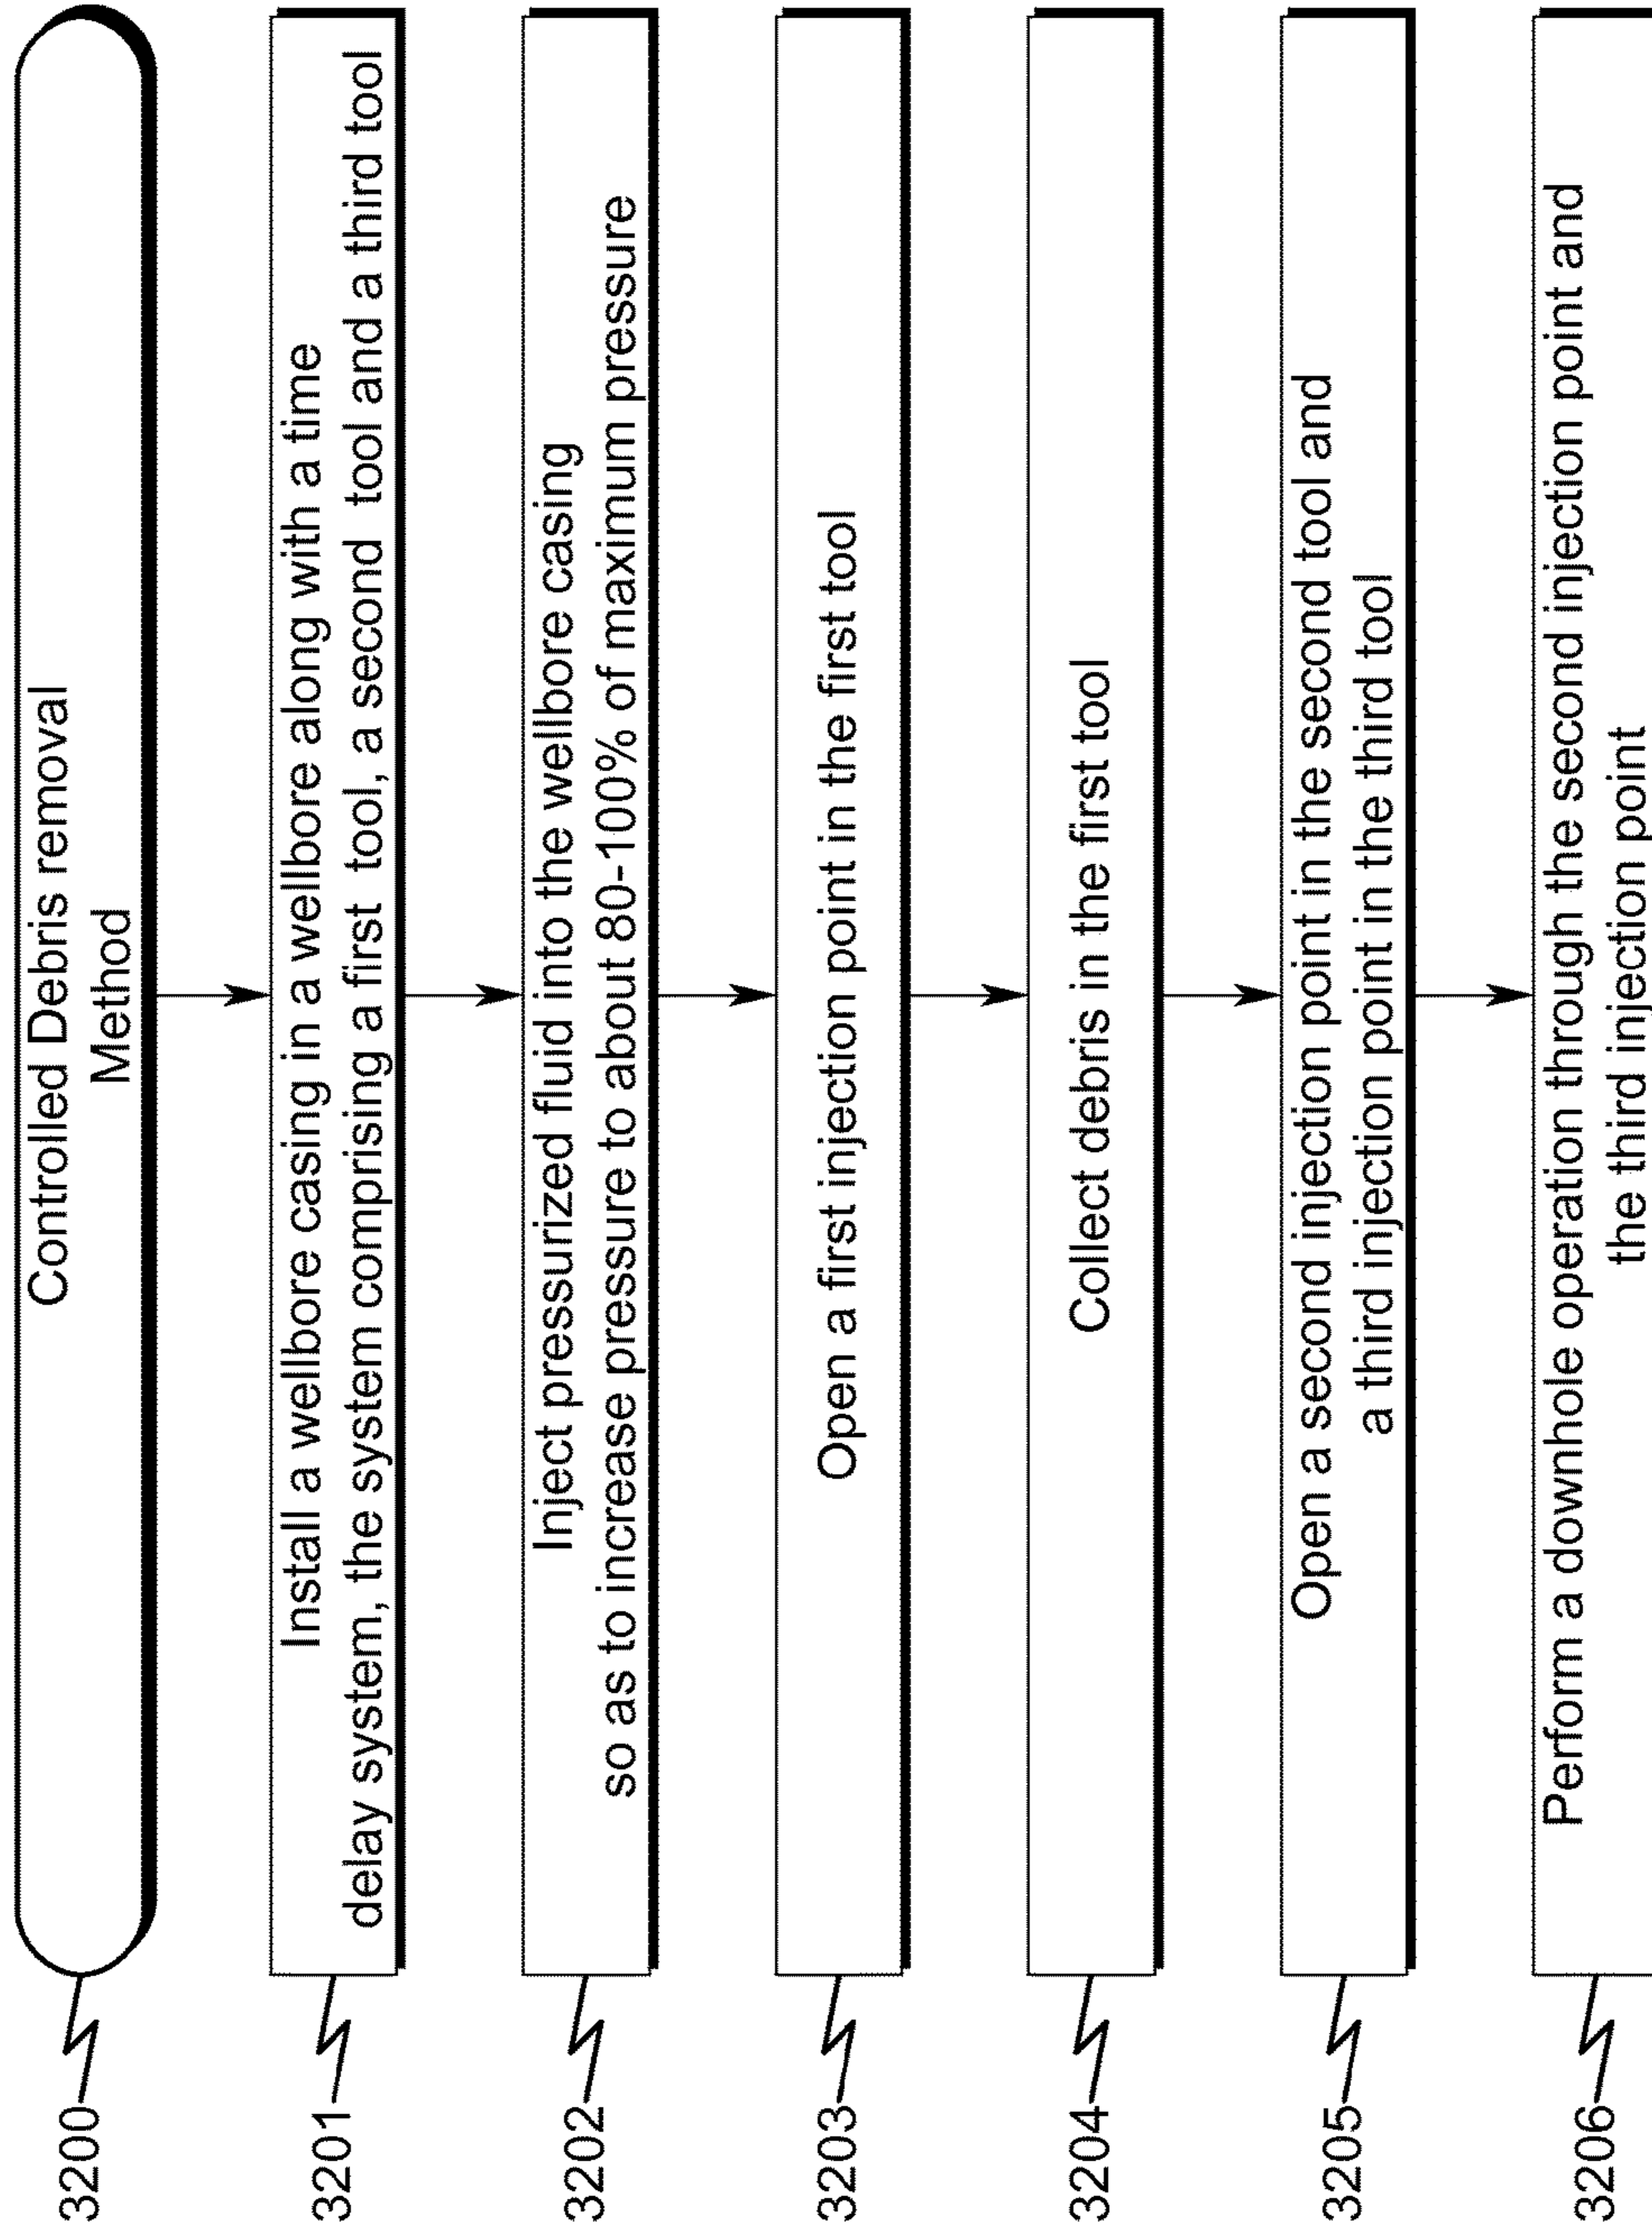 3200
Controlled Debris removal
Method
3201
Install a wellbore casing in a wellbore along with a time
delay system, the system comprising a first tool, a second tool and a third tool
3202
Inject pressurized fluid into the wellbore casing
so as to increase pressure to about 80-100% of maximum pressure
3203
Open a first injection point in the first tool
3204
Collect debris in the first tool
3205
Open a second injection point in the second tool and
a third injection point in the third tool
3206
Perform a downhole operation through the second injection point and
the third injection point